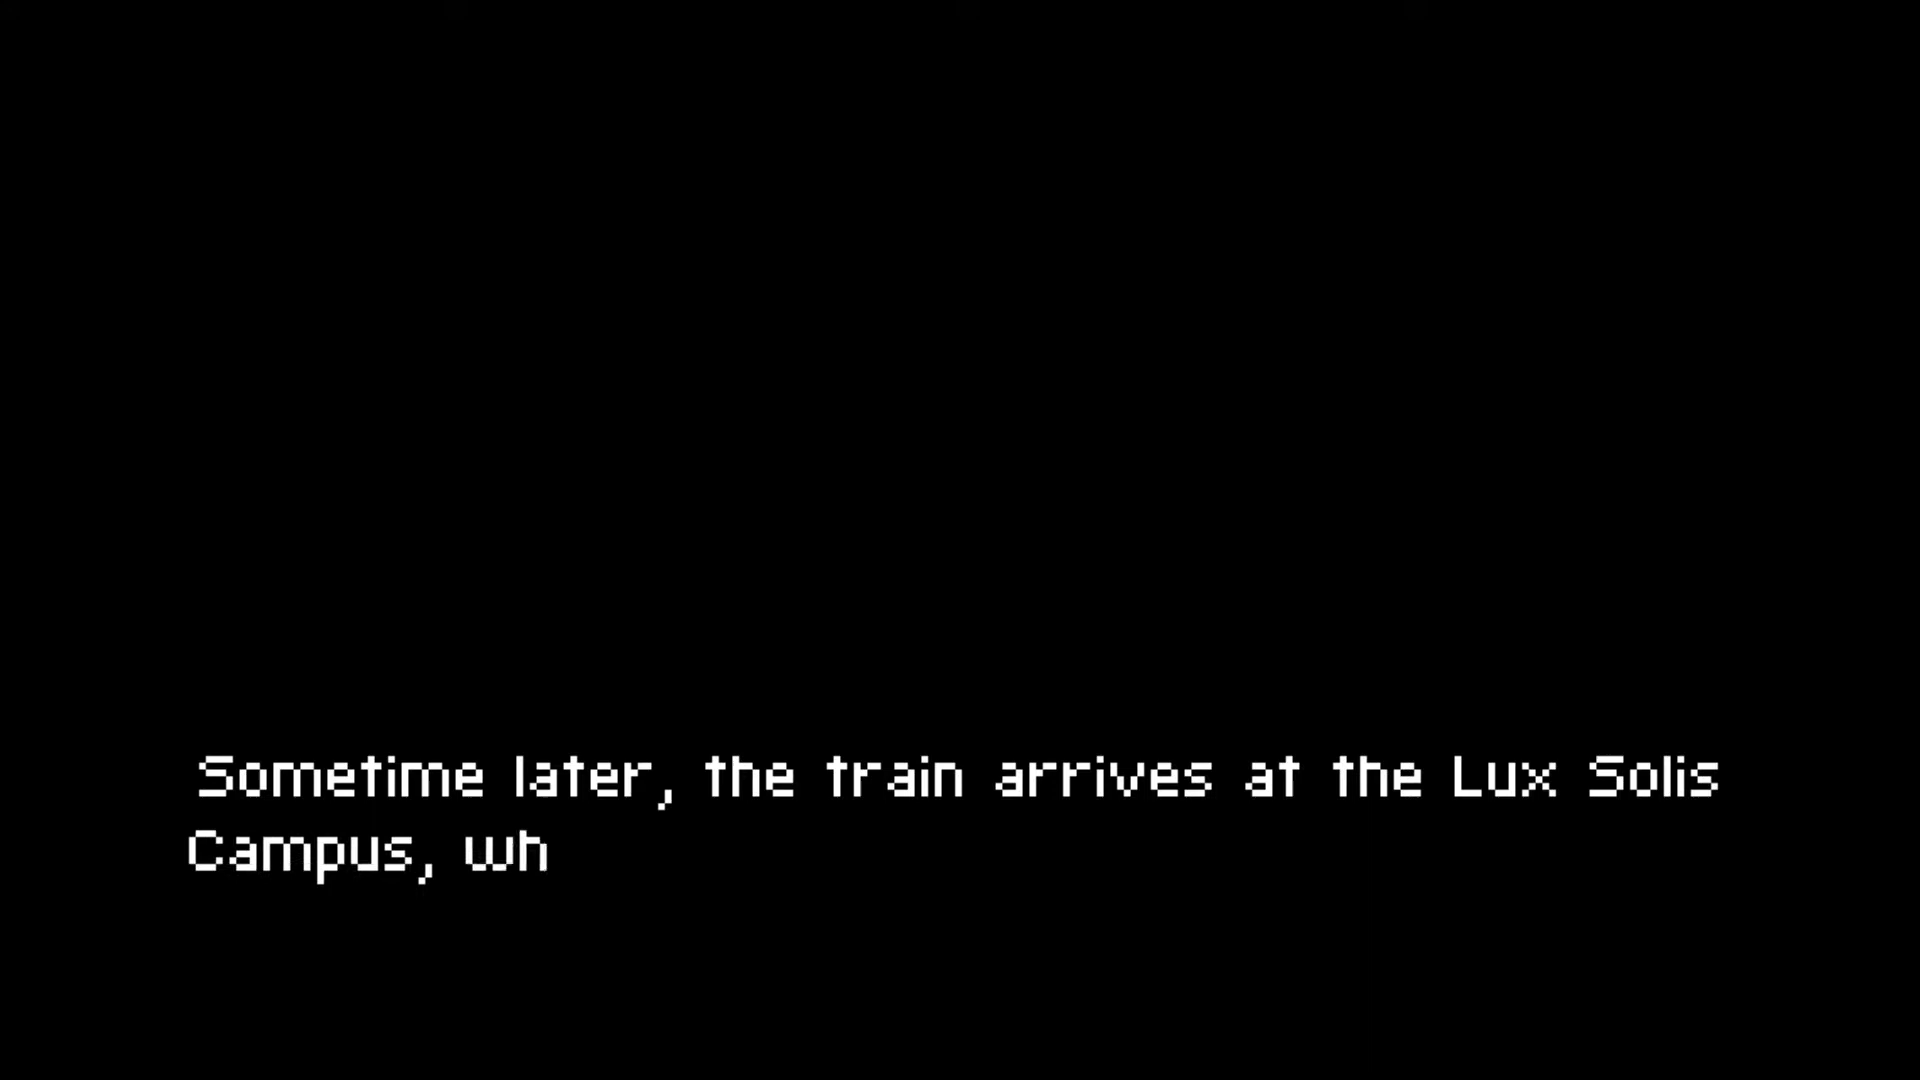 Sometime later, the train arrives at the Lux Solis
Campus, wh